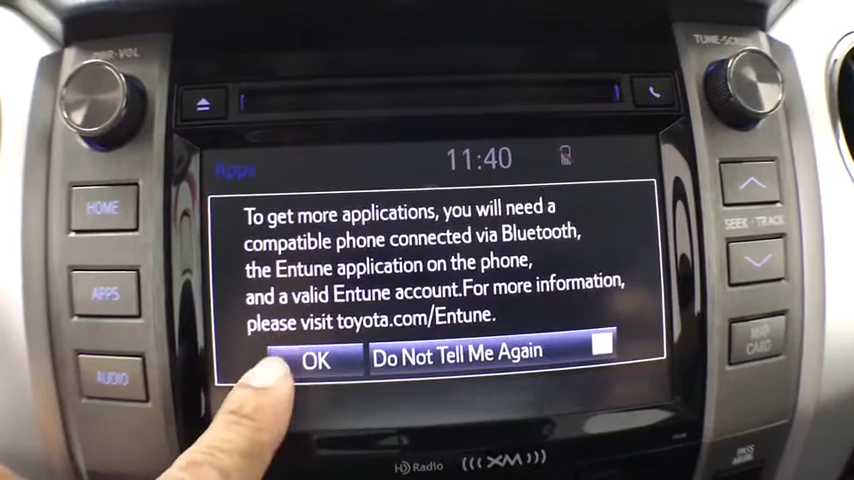 PWR·VOL
TUNE·SCROLL
Apps
11:40
HOME
To get more applications, you will need a
compatible phone connected via Bluetooth,
the Entune application on the phone,
and a valid Entune account.For more information,
please visit toyota.com/Entune.
OK
Do Not Tell Me Again
SEEK·TRACK
APPS
MAP
CARD
AUDIO
HD Radio
XM
PASS